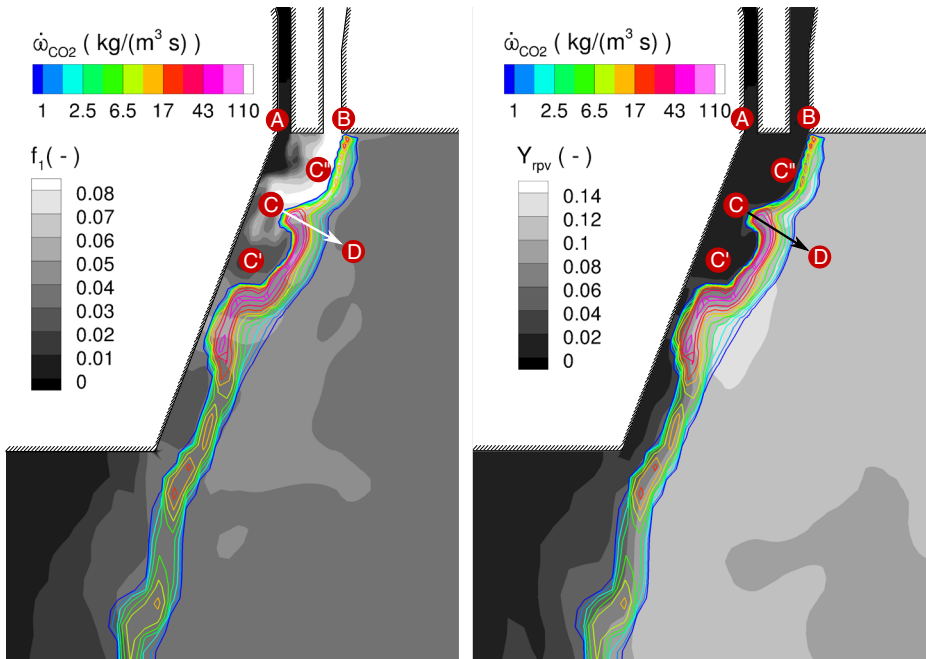 ω̇CO2 ( kg/(m³ s) )
1 2.5 6.5 17 43 110
A
B
f1( - )
0.08
0.07
0.06
0.05
0.04
0.03
0.02
0.01
0
C"
C
D
C'
ω̇CO2 ( kg/(m³ s) )
1 2.5 6.5 17 43 110
A
B
Yrpv ( - )
0.14
0.12
0.1
0.08
0.06
0.04
0.02
0
C"
C
D
C'